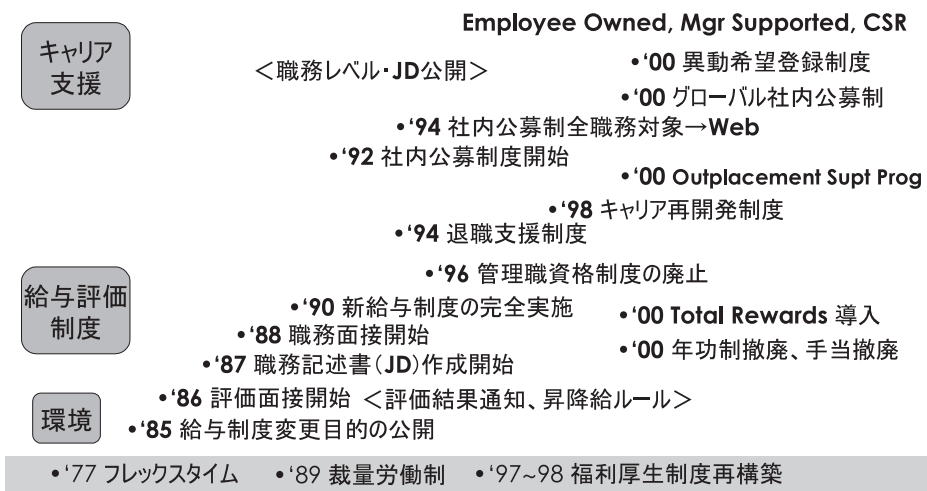 Employee Owned, Mgr Supported, CSR
キャリア
支援
<職務レベル・JD公開>
•‘00 異動希望登録制度
•‘00 グローバル社内公募制
•‘94 社内公募制全職務対象→Web
•‘92 社内公募制度開始
•‘00 Outplacement Supt Prog
•‘98 キャリア再開発制度
•‘94 退職支援制度
•‘96 管理職資格制度の廃止
給与評価
制度
•‘90 新給与制度の完全実施
•‘00 Total Rewards 導入
•‘88 職務面接開始
•‘00 年功制撤廃、手当撤廃
•‘87 職務記述書(JD)作成開始
環境
•‘86 評価面接開始 <評価結果通知、昇降給ルール>
•‘85 給与制度変更目的の公開
•‘77 フレックスタイム •‘89 裁量労働制 •‘97~98 福利厚生制度再構築